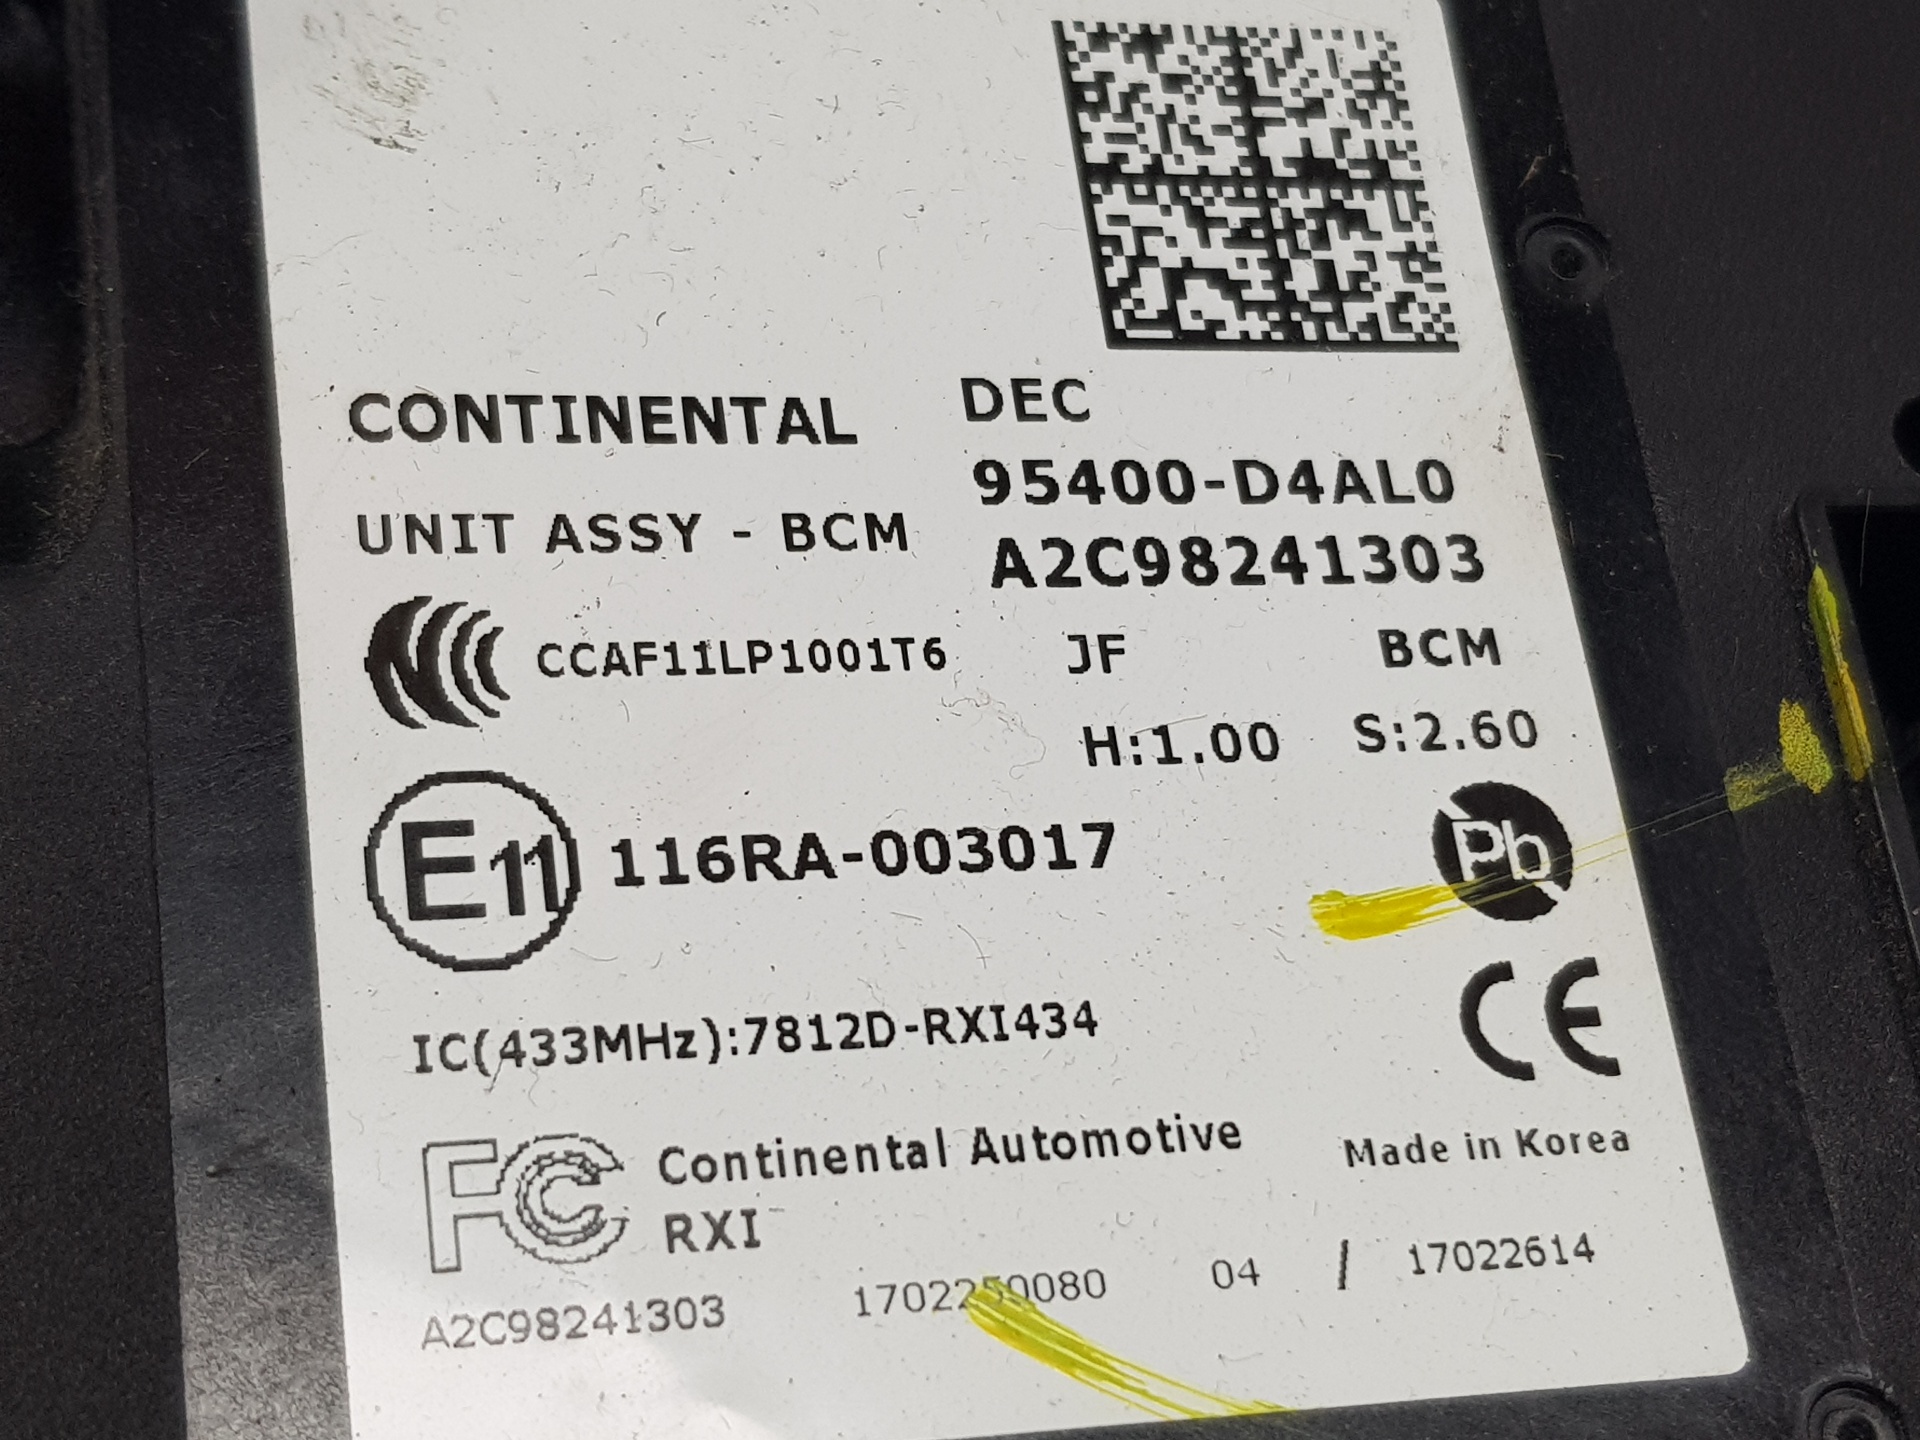 CONTINENTAL DEC
95400-D4AL0
UNIT ASSY - BCM
A2C98241303
CCAF11LP1001T6 JF BCM
H:1.00 S:2.60
E11 116RA-003017
Pb
IC(433MHz):7812D-RXI434
CE
FC Continental Automotive Made in Korea
RXI
A2C98241303 1702250080 04 / 17022614